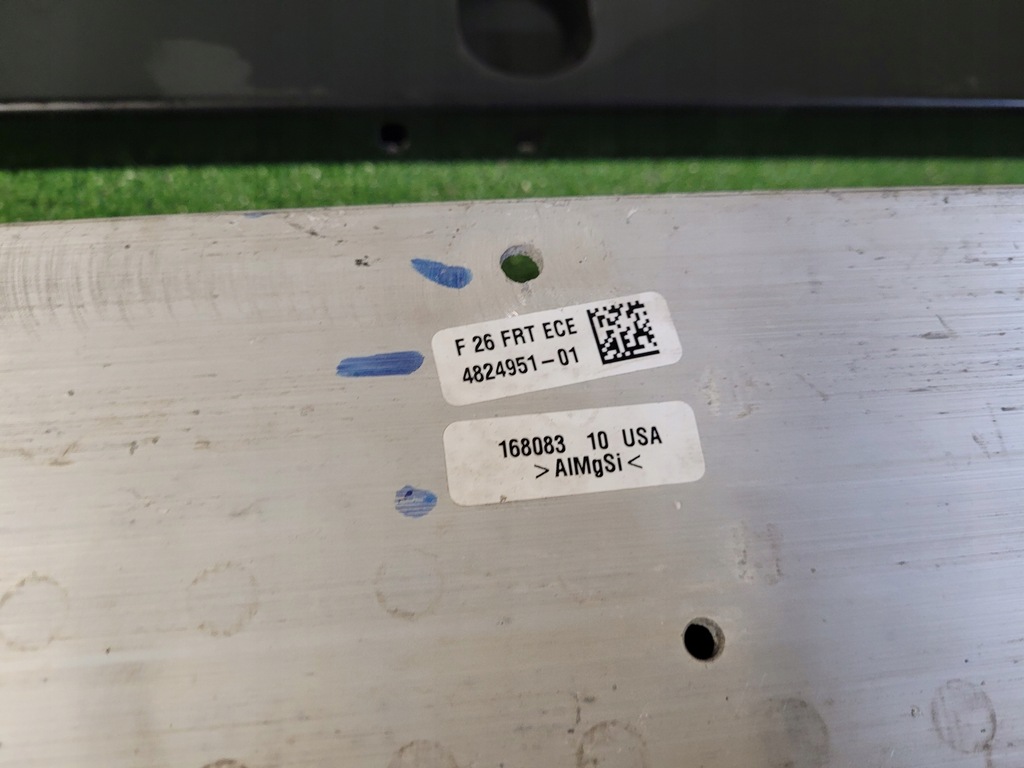 F 26 FRT ECE
4824951-01
168083 10 USA
>AlMgSi<